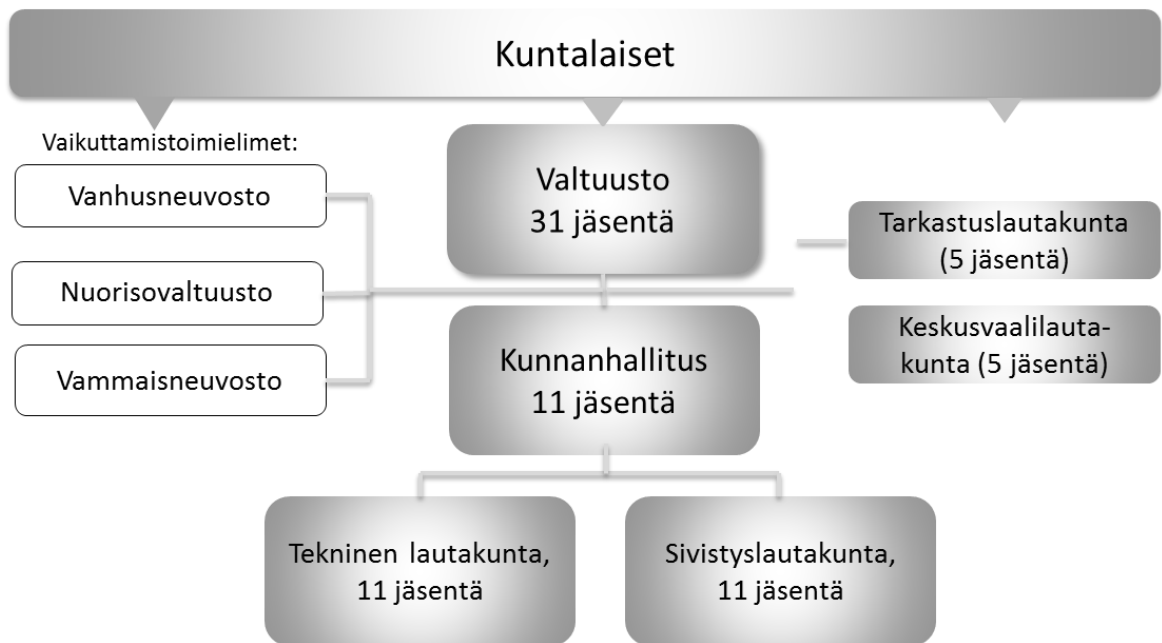 Kuntalaiset
Vaikuttamistoimielimet:
Vanhusneuvosto
Nuorisovaltuusto
Vammaisneuvosto
Valtuusto
31 jäsentä
Kunnanhallitus
11 jäsentä
Tarkastuslautakunta
(5 jäsentä)
Keskusvaalilauta-
kunta (5 jäsentä)
Tekninen lautakunta,
11 jäsentä
Sivistyslautakunta,
11 jäsentä